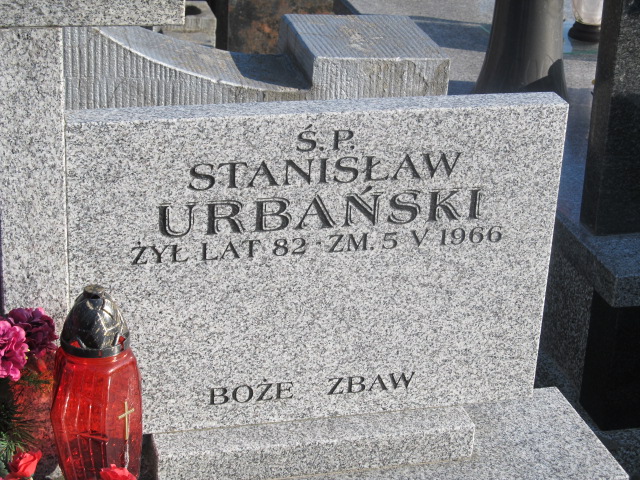 Ś.P.
STANISŁAW
URBAŃSKI
ŻYŁ LAT 82 · ZM. 5 V 1966
BOŻE ZBAW